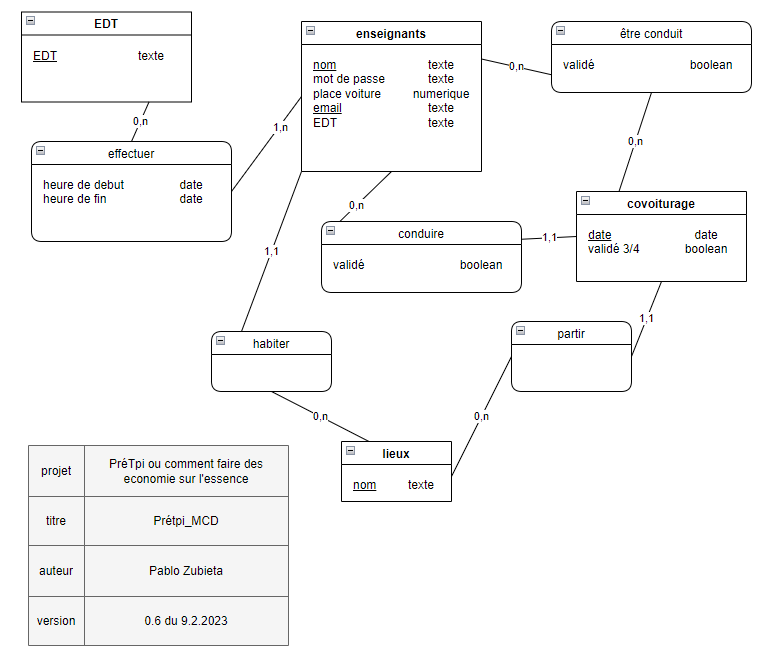 EDT
EDT texte
0,n
effectuer
heure de debut date
heure de fin date
1,n
enseignants
nom texte
mot de passe texte
place voiture numerique
email texte
EDT texte
0,n
être conduit
validé boolean
0,n
covoiturage
date date
validé 3/4 boolean
0,n
conduire
validé boolean
1,1
1,1
habiter
0,n
1,1
partir
0,n
lieux
nom texte
projet PréTpi ou comment faire des
economie sur l'essence
titre Prétpi_MCD
auteur Pablo Zubieta
version 0.6 du 9.2.2023